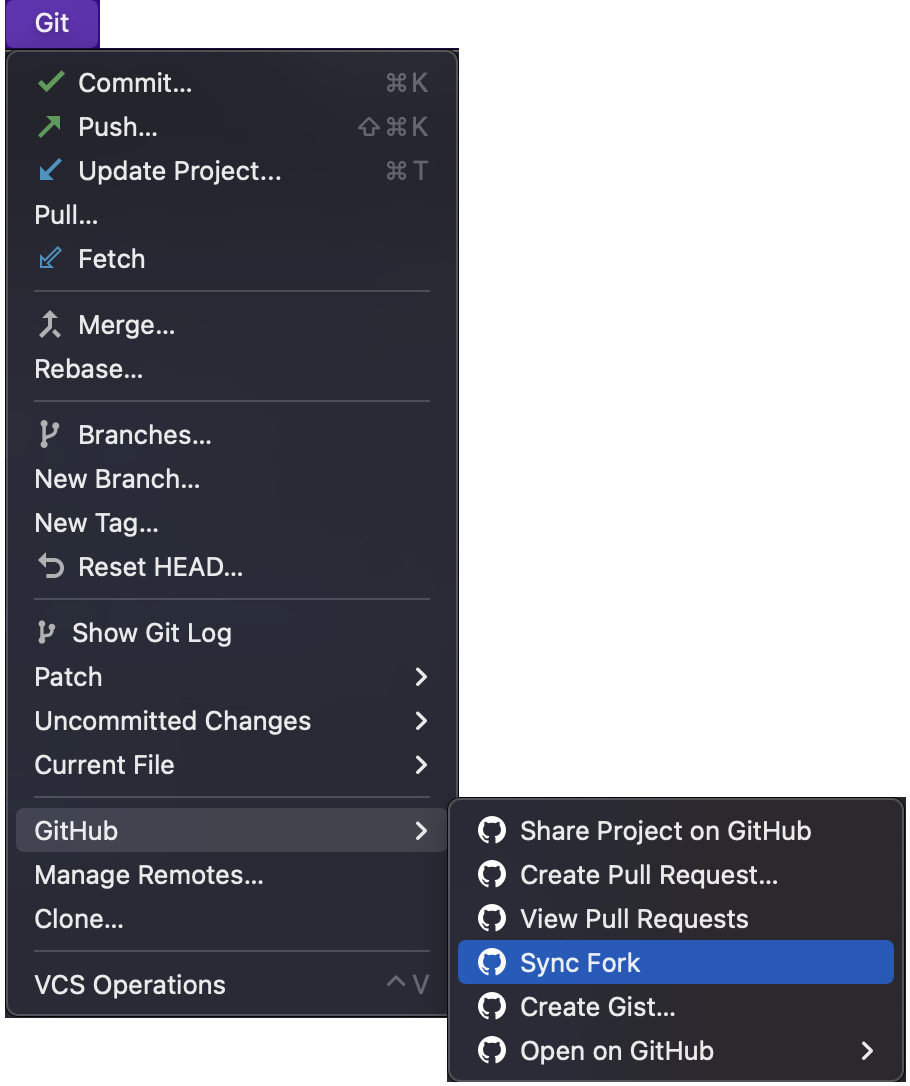 Git
Commit... ⌘K
Push... ⇧⌘K
Update Project... ⌘T
Pull...
Fetch
Merge...
Rebase...
Branches...
New Branch...
New Tag...
Reset HEAD...
Show Git Log
Patch
Uncommitted Changes
Current File
GitHub
Manage Remotes...
Clone...
VCS Operations ^V
Share Project on GitHub
Create Pull Request...
View Pull Requests
Sync Fork
Create Gist...
Open on GitHub